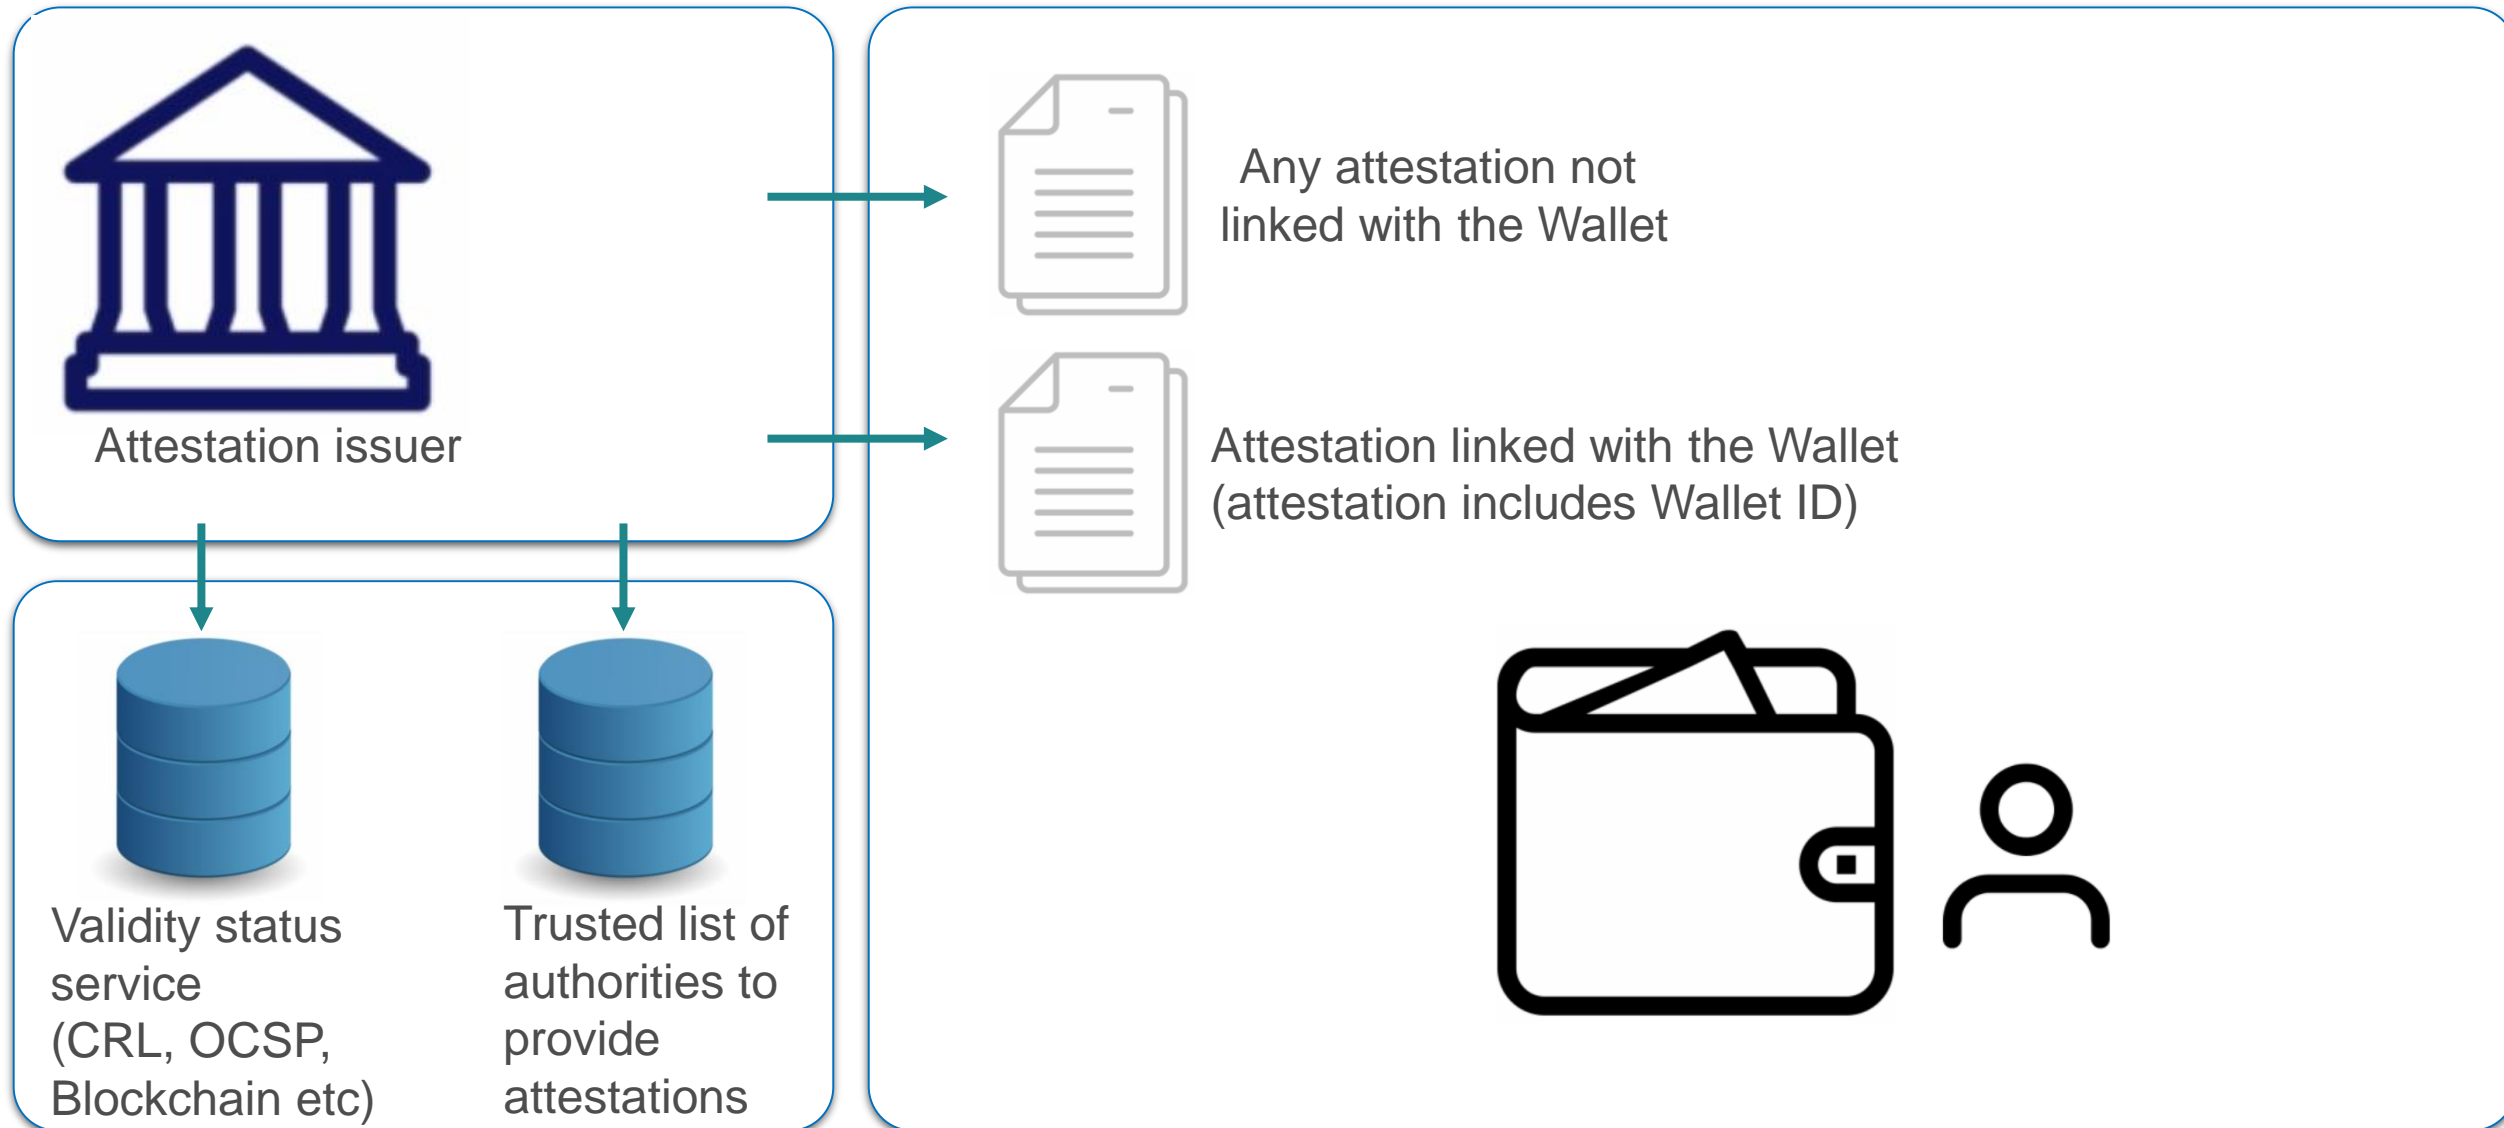 Attestation issuer
Any attestation not
linked with the Wallet
Attestation linked with the Wallet
(attestation includes Wallet ID)
Validity status
service
(CRL, OCSP,
Blockchain etc)
Trusted list of
authorities to
provide
attestations